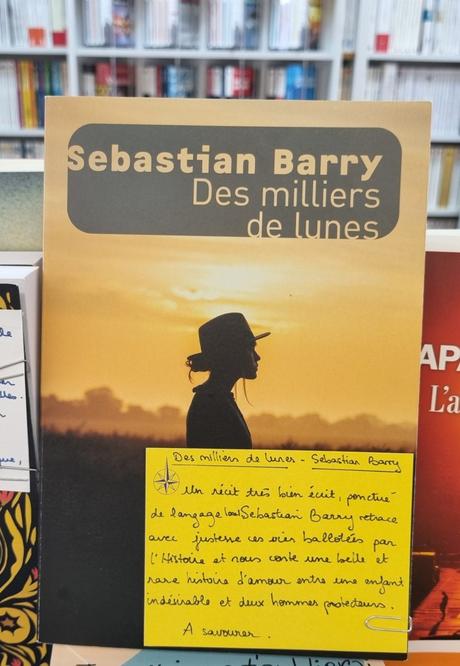 Sebastian Barry
Des milliers
de lunes
Des milliers de lunes - Sebastian Barry
Un récit très bien écrit, ponctué
de langage local Sebastian Barry retrace
avec justesse ces vies ballotées par
l'Histoire et nous conte une belle et
rare histoire d'amour entre une enfant
indésirable et deux hommes protecteurs.
A savourer.
APA
L'a